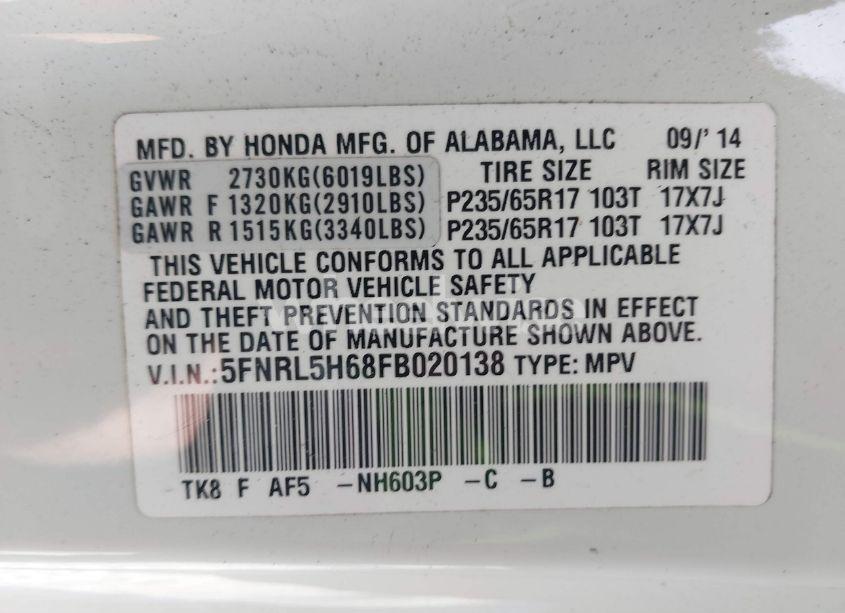 MFD. BY HONDA MFG. OF ALABAMA, LLC 09/' 14
GVWR 2730KG(6019LBS) TIRE SIZE RIM SIZE
GAWR F 1320KG(2910LBS) P235/65R17 103T 17X7J
GAWR R 1515KG(3340LBS) P235/65R17 103T 17X7J
THIS VEHICLE CONFORMS TO ALL APPLICABLE
FEDERAL MOTOR VEHICLE SAFETY
AND THEFT PREVENTION STANDARDS IN EFFECT
ON THE DATE OF MANUFACTURE SHOWN ABOVE.
V.I.N.:5FNRL5H68FB020138 TYPE: MPV
TK8 F AF5 -NH603P -C -B